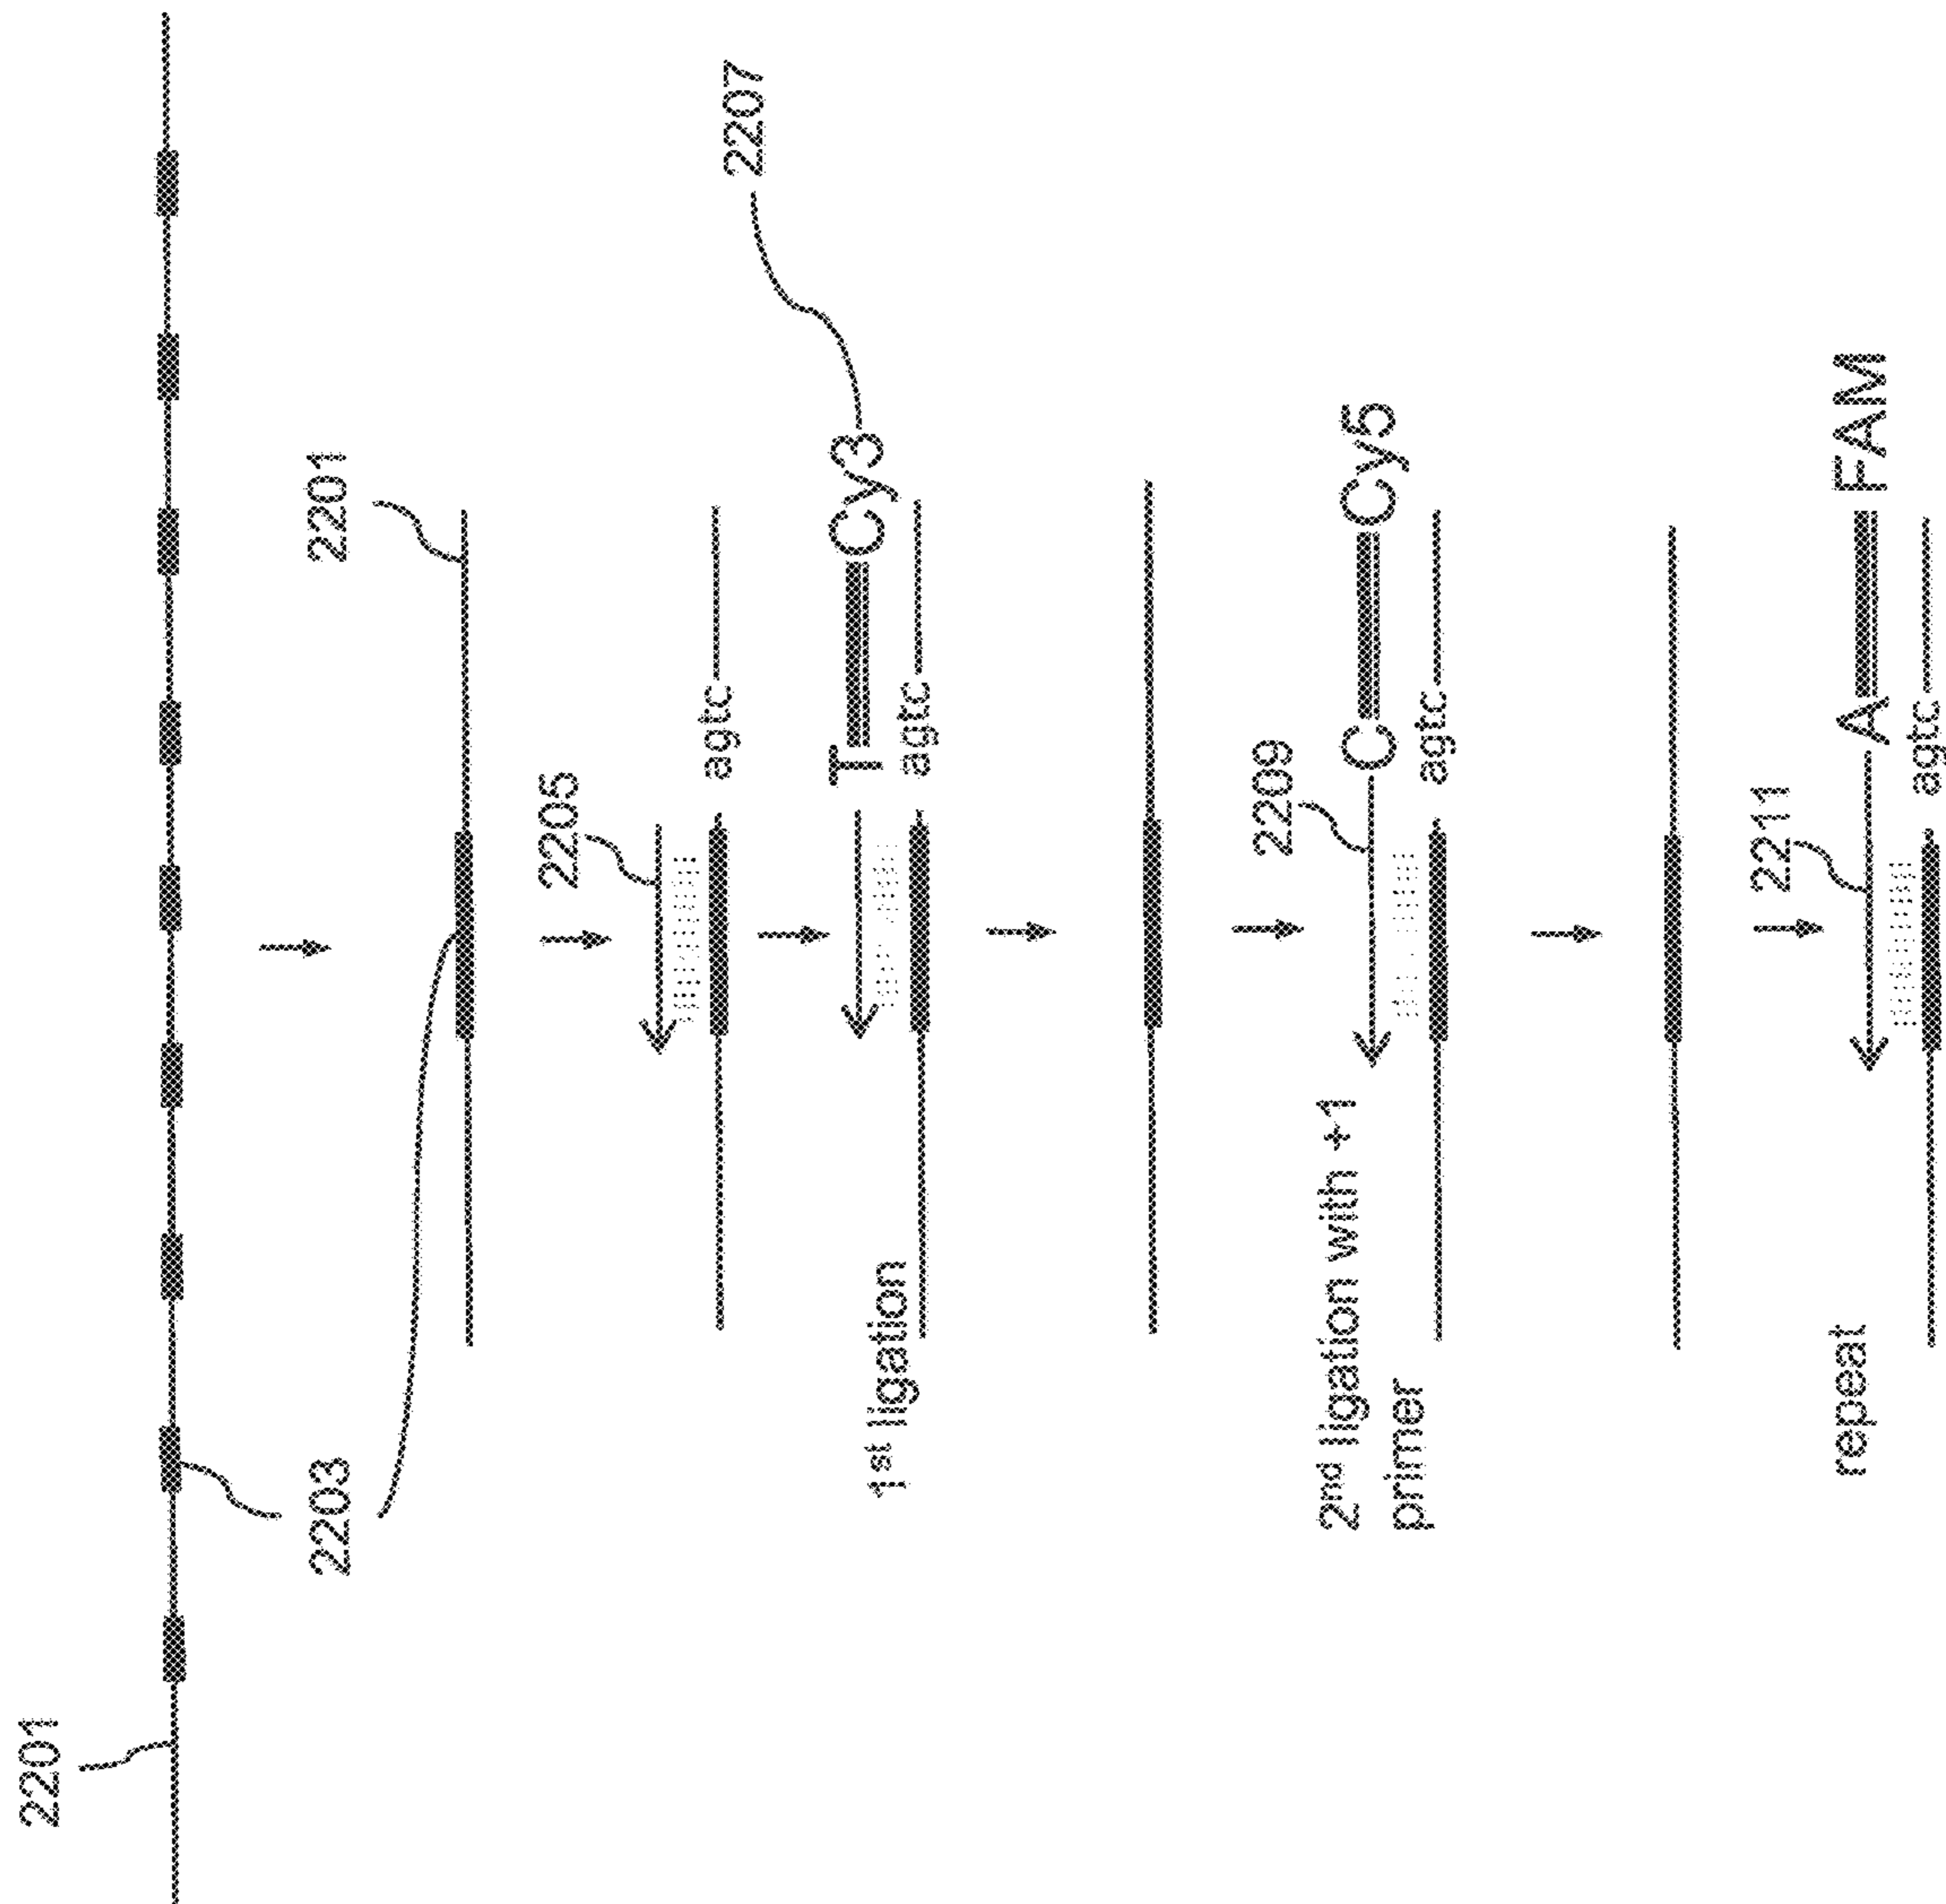 2201
2203
2201
2205
agtc
T
Cy3
2207
1st ligation
agtc
2209
C
Cy5
2nd ligation with +1
primer
agtc
2211
A
FAM
repeat
agtc